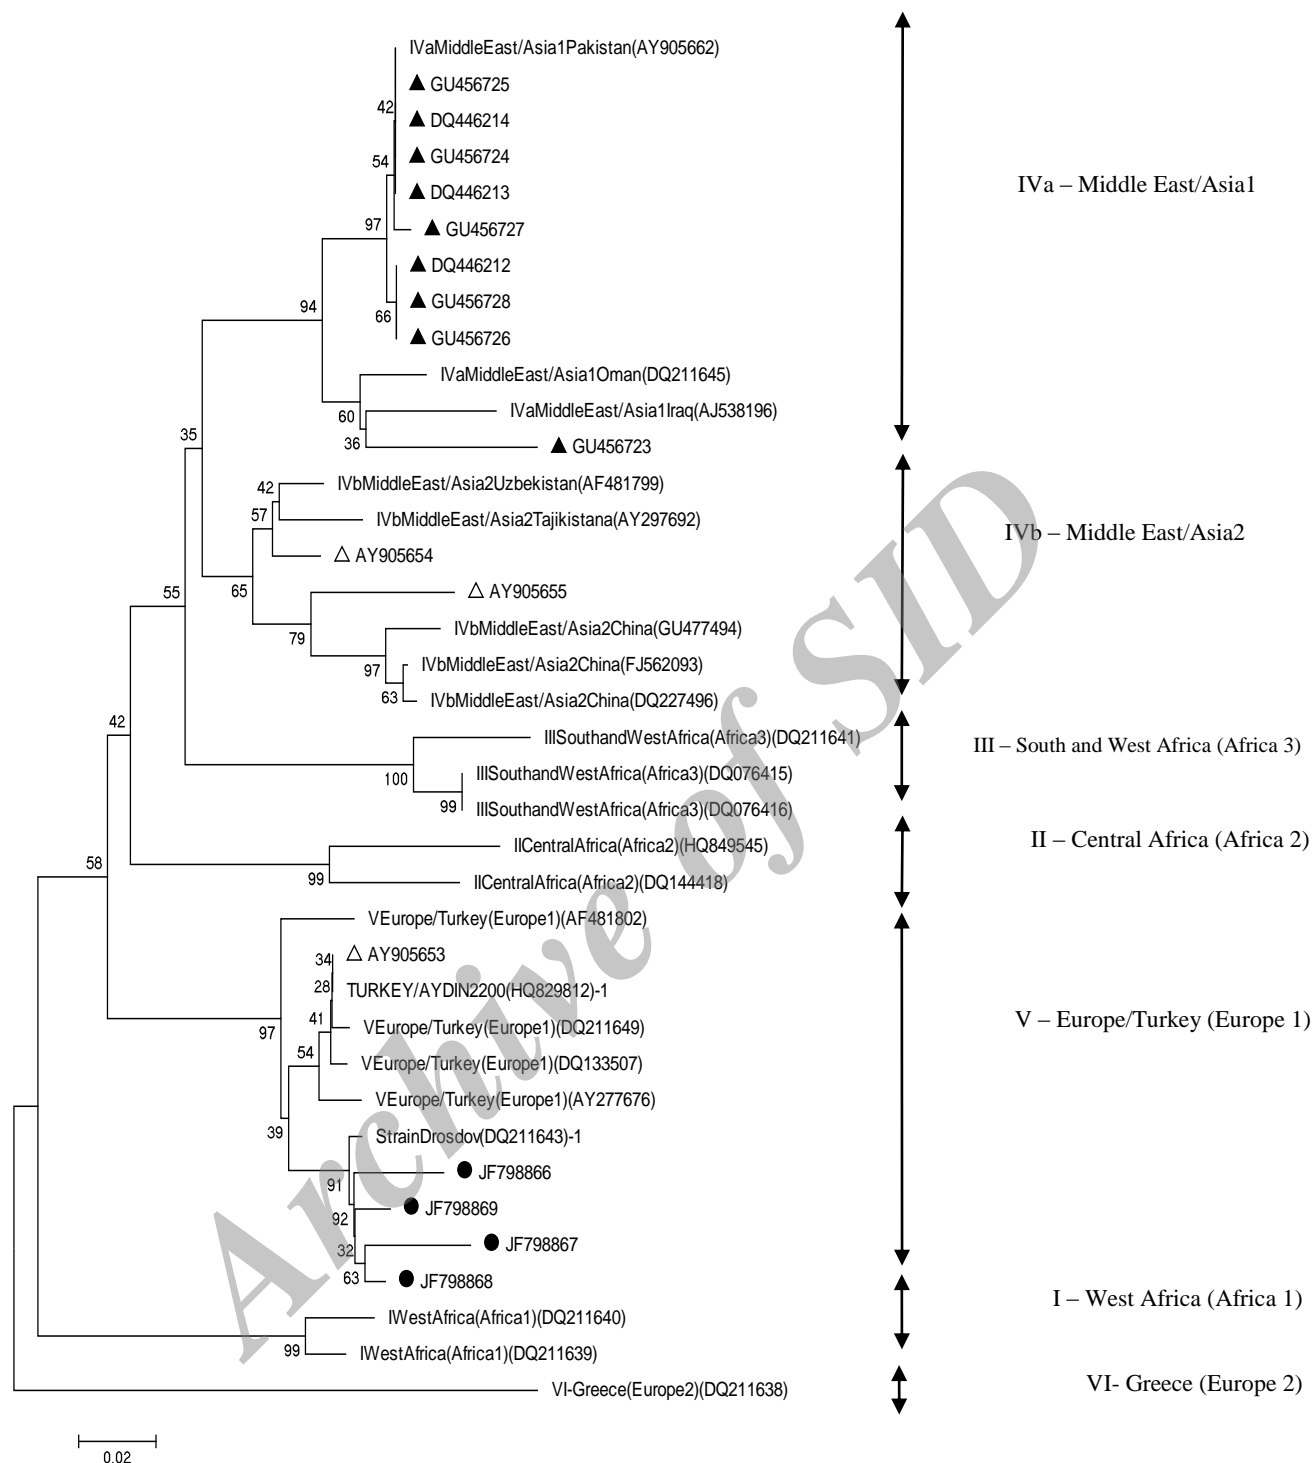 IVaMiddleEast/Asia1Pakistan(AY905662)
GU456725
42
DQ446214
54
GU456724
IVa – Middle East/Asia1
DQ446213
97
GU456727
DQ446212
94
GU456728
66
GU456726
IVaMiddleEast/Asia1Oman(DQ211645)
60
IVaMiddleEast/Asia1Iraq(AJ538196)
35
36
GU456723
42
IVbMiddleEast/Asia2Uzbekistan(AF481799)
57
IVbMiddleEast/Asia2Tajikistana(AY297692)
IVb – Middle East/Asia2
AY905654
55
65
AY905655
79
IVbMiddleEast/Asia2China(GU477494)
97
IVbMiddleEast/Asia2China(FJ562093)
63
IVbMiddleEast/Asia2China(DQ227496)
42
IIISouthandWestAfrica(Africa3)(DQ211641)
III – South and West Africa (Africa 3)
100
IIISouthandWestAfrica(Africa3)(DQ076415)
99
IIISouthandWestAfrica(Africa3)(DQ076416)
IICentralAfrica(Africa2)(HQ849545)
II – Central Africa (Africa 2)
58
99
IICentralAfrica(Africa2)(DQ144418)
VEurope/Turkey(Europe1)(AF481802)
34
AY905653
28
TURKEY/AYDIN2200(HQ829812)-1
41
VEurope/Turkey(Europe1)(DQ211649)
V – Europe/Turkey (Europe 1)
97
54
VEurope/Turkey(Europe1)(DQ133507)
VEurope/Turkey(Europe1)(AY277676)
39
StrainDrosdov(DQ211643)-1
91
JF798866
92
JF798869
32
JF798867
63
JF798868
I – West Africa (Africa 1)
IWestAfrica(Africa1)(DQ211640)
99
IWestAfrica(Africa1)(DQ211639)
VI-Greece(Europe2)(DQ211638)
VI- Greece (Europe 2)
0.02
Archive of SID